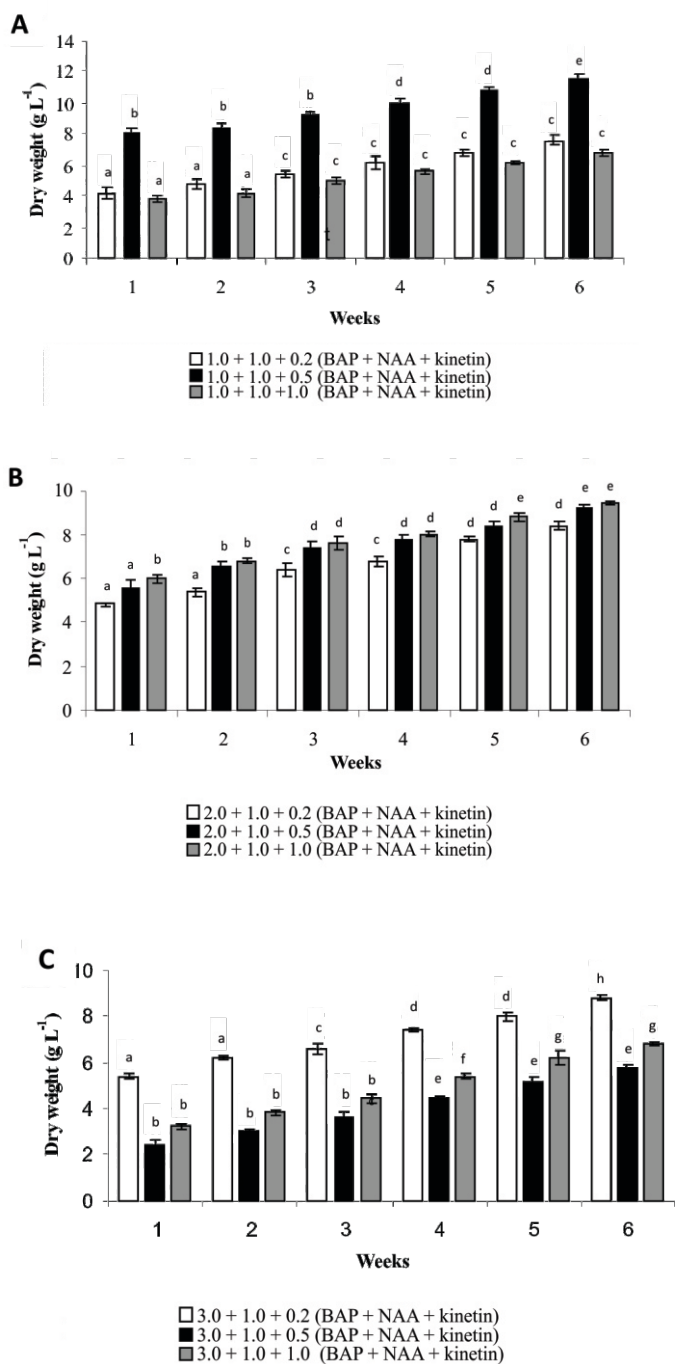 A
Dry weight (g L⁻¹)
14
12
10
8
6
4
2
0
a b a
a b a
c b c
c d c
c d c
c e c
1 2 3 4 5 6
Weeks
1.0 + 1.0 + 0.2 (BAP + NAA + kinetin)
1.0 + 1.0 + 0.5 (BAP + NAA + kinetin)
1.0 + 1.0 +1.0 (BAP + NAA + kinetin)
B
Dry weight (g L⁻¹)
10
8
6
4
2
0
a a b
a b b
c d d
c d d
d d e
d e e
1 2 3 4 5 6
Weeks
2.0 + 1.0 + 0.2 (BAP + NAA + kinetin)
2.0 + 1.0 + 0.5 (BAP + NAA + kinetin)
2.0 + 1.0 + 1.0 (BAP + NAA + kinetin)
C
Dry weight (g L⁻¹)
10
8
6
4
2
0
a b b
a b b
c b b
d e f
d e g
h e g
1 2 3 4 5 6
Weeks
3.0 + 1.0 + 0.2 (BAP + NAA + kinetin)
3.0 + 1.0 + 0.5 (BAP + NAA + kinetin)
3.0 + 1.0 + 1.0 (BAP + NAA + kinetin)